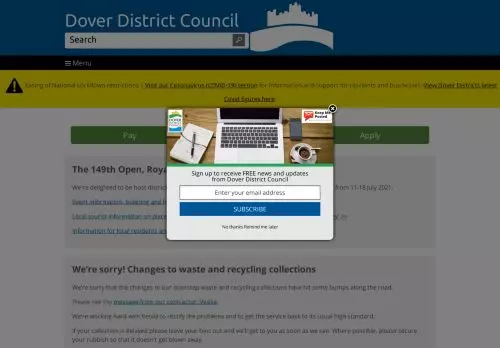 Dover District Council
Search
Menu
Easing of National Lockdown restrictions - Visit our Coronavirus (COVID-19) section for information and support for residents and businesses. View Dover District's latest
Covid figures here
Pay
Apply
Keep Me
Posted
DOVER
DISTRICT
COUNCIL
Sign up to receive FREE news and updates
from Dover District Council
Enter your email address
SUBSCRIBE
No thanks Remind me later
The 149th Open, Roya
We're delighted to be host district
from 11-18 July 2021.
Event information, ticketing and
Local tourist information on
Information for local residents an
We're sorry! Changes to waste and recycling collections
We're sorry that the changes to our doorstep waste and recycling collections have hit some bumps along the road.
Please see this message from our contractor, Veolia.
We're working hard with Veolia to rectify the problems and to get the service back to its usual high standard.
If your collection is delayed please leave your bins out and we'll get to you as soon as we can. Where possible, please secure
your rubbish so that it doesn't get blown away.